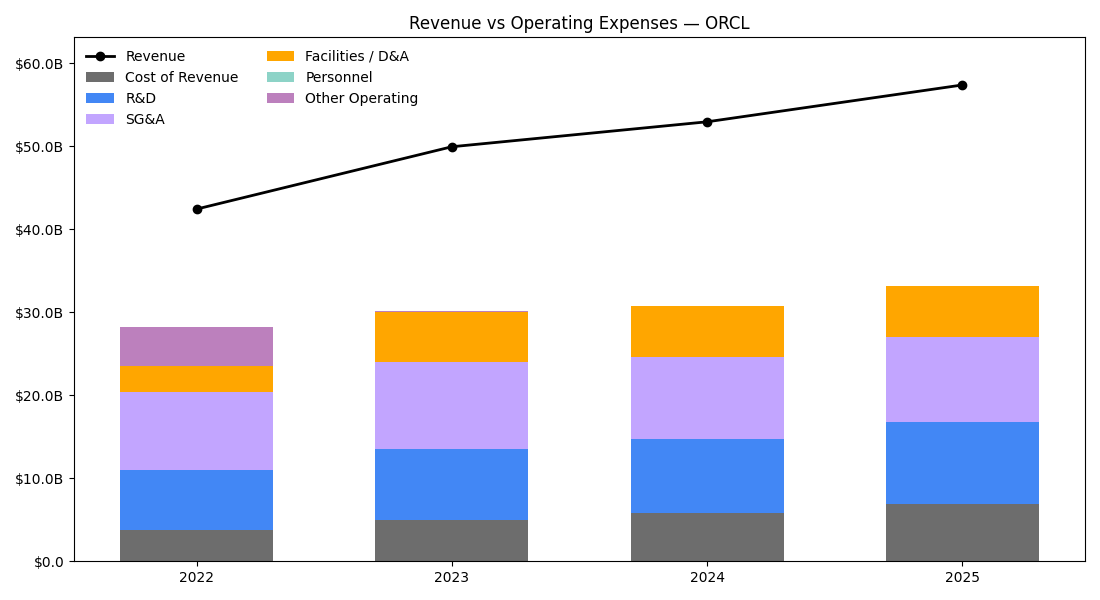 Revenue vs Operating Expenses — ORCL
Revenue
Cost of Revenue
R&D
SG&A
Facilities / D&A
Personnel
Other Operating
$60.0B
$50.0B
$40.0B
$30.0B
$20.0B
$10.0B
$0.0
2022
2023
2024
2025